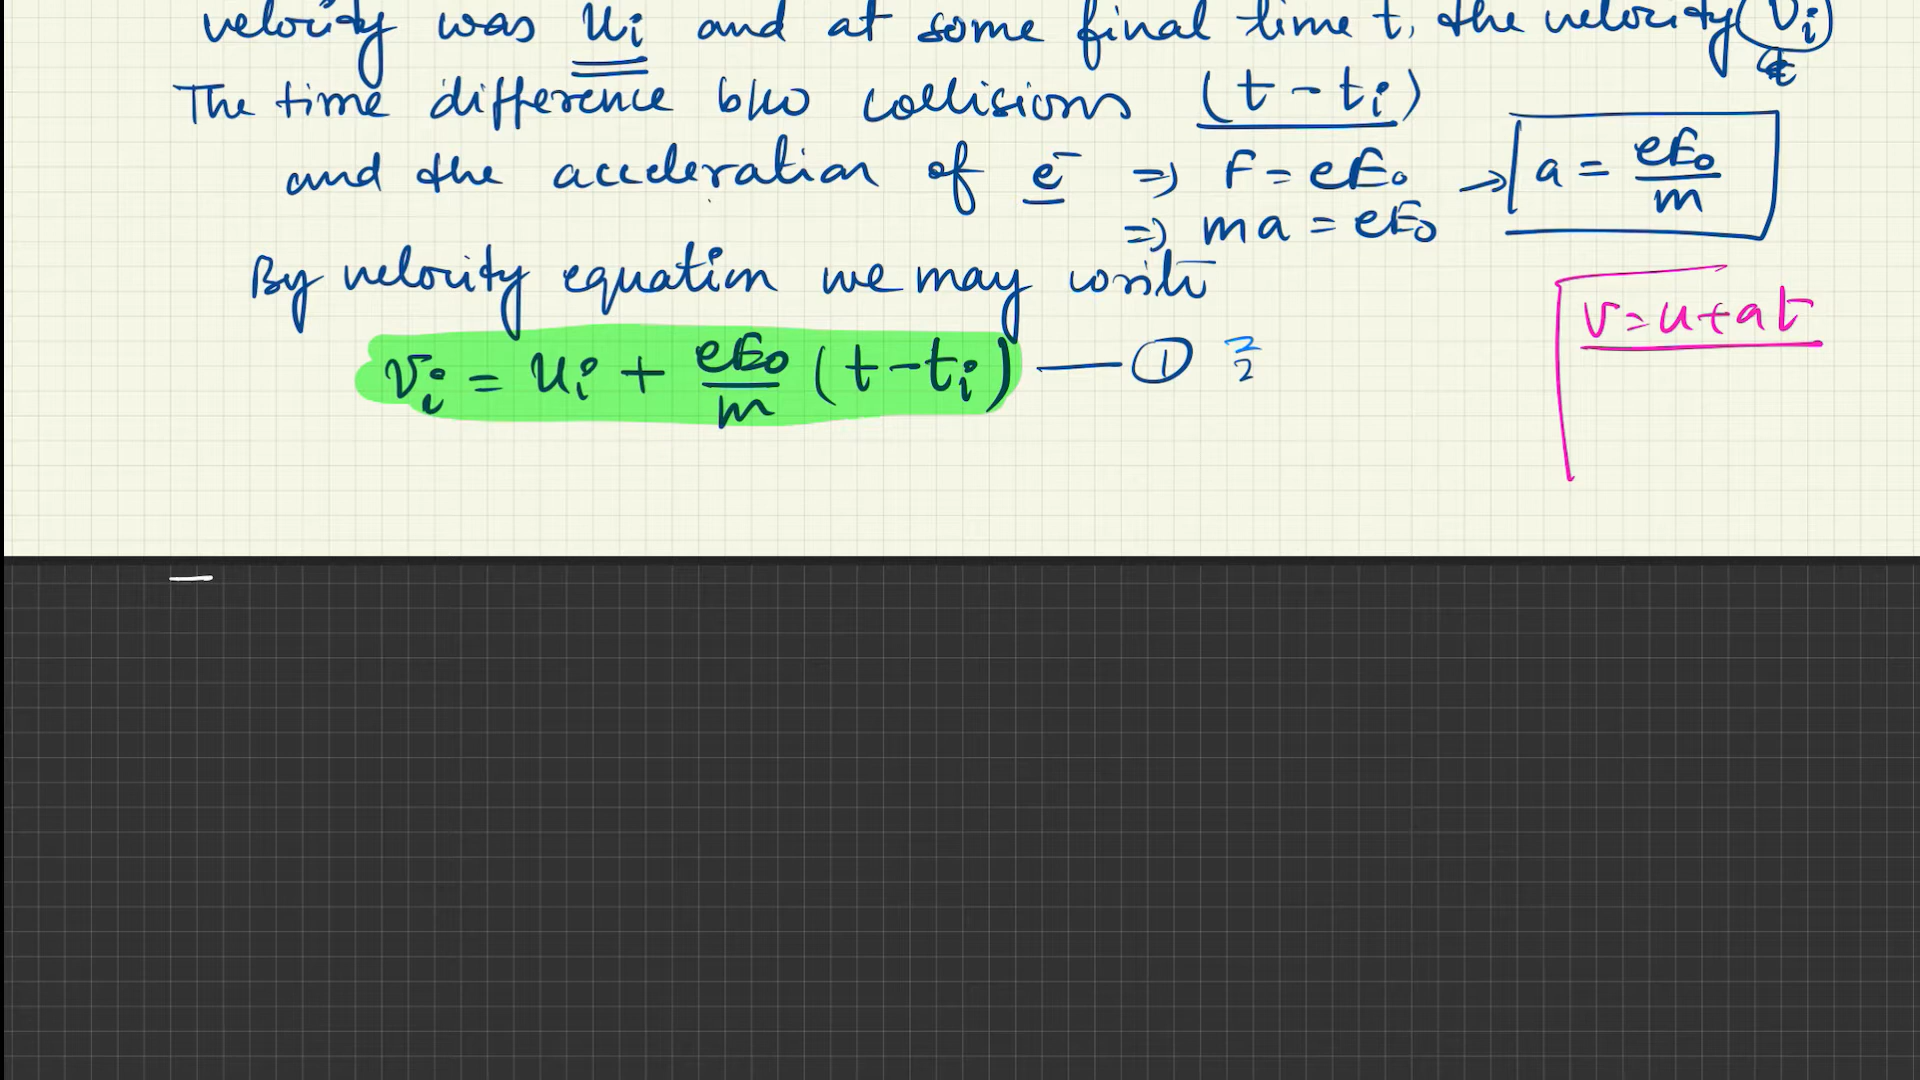 velocity was ui and at some final time t, the velocity (vi)
The time difference b/w collisions (t - ti)
and the acceleration of e⁻ => F = eE₀ → a = eE₀/m
=> ma = eE₀
By velocity equation we may write
v = u + at
vi = ui + eE₀/m (t - ti) — ①